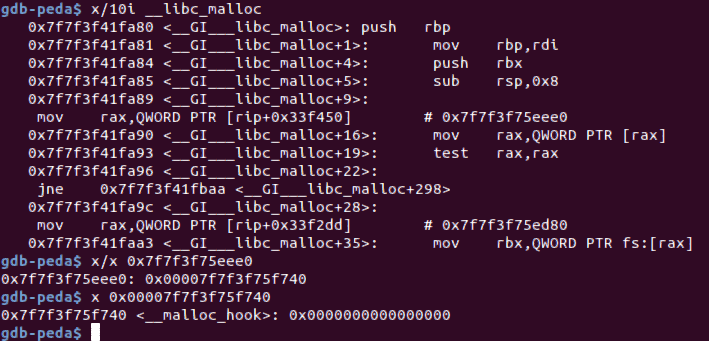 gdb-peda$ x/10i __libc_malloc
   0x7f7f3f41fa80 <__GI___libc_malloc>: push   rbp
   0x7f7f3f41fa81 <__GI___libc_malloc+1>:       mov    rbp,rdi
   0x7f7f3f41fa84 <__GI___libc_malloc+4>:       push   rbx
   0x7f7f3f41fa85 <__GI___libc_malloc+5>:       sub    rsp,0x8
   0x7f7f3f41fa89 <__GI___libc_malloc+9>:
    mov    rax,QWORD PTR [rip+0x33f450]        # 0x7f7f3f75eee0
   0x7f7f3f41fa90 <__GI___libc_malloc+16>:      mov    rax,QWORD PTR [rax]
   0x7f7f3f41fa93 <__GI___libc_malloc+19>:      test   rax,rax
   0x7f7f3f41fa96 <__GI___libc_malloc+22>:
    jne    0x7f7f3f41fbaa <__GI___libc_malloc+298>
   0x7f7f3f41fa9c <__GI___libc_malloc+28>:
    mov    rax,QWORD PTR [rip+0x33f2dd]        # 0x7f7f3f75ed80
   0x7f7f3f41faa3 <__GI___libc_malloc+35>:      mov    rbx,QWORD PTR fs:[rax]
gdb-peda$ x/x 0x7f7f3f75eee0
0x7f7f3f75eee0: 0x00007f7f3f75f740
gdb-peda$ x 0x00007f7f3f75f740
0x7f7f3f75f740 <__malloc_hook>: 0x0000000000000000
gdb-peda$